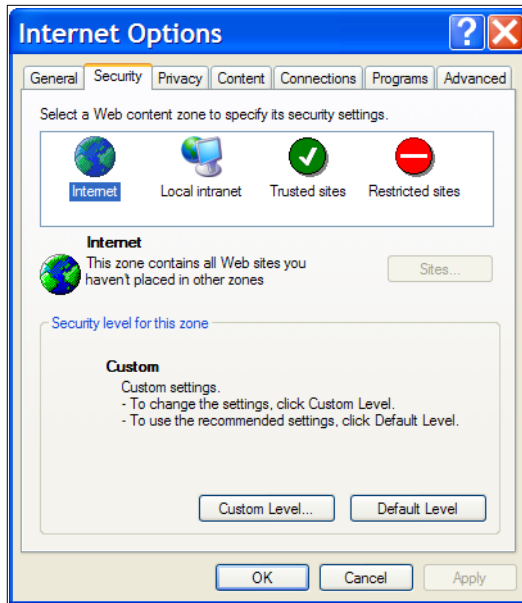 Internet Options
General Security Privacy Content Connections Programs Advanced
Select a Web content zone to specify its security settings.
Internet Local intranet Trusted sites Restricted sites
Internet
This zone contains all Web sites you
haven't placed in other zones
Sites...
Security level for this zone
Custom
Custom settings.
- To change the settings, click Custom Level.
- To use the recommended settings, click Default Level.
Custom Level... Default Level
OK Cancel Apply